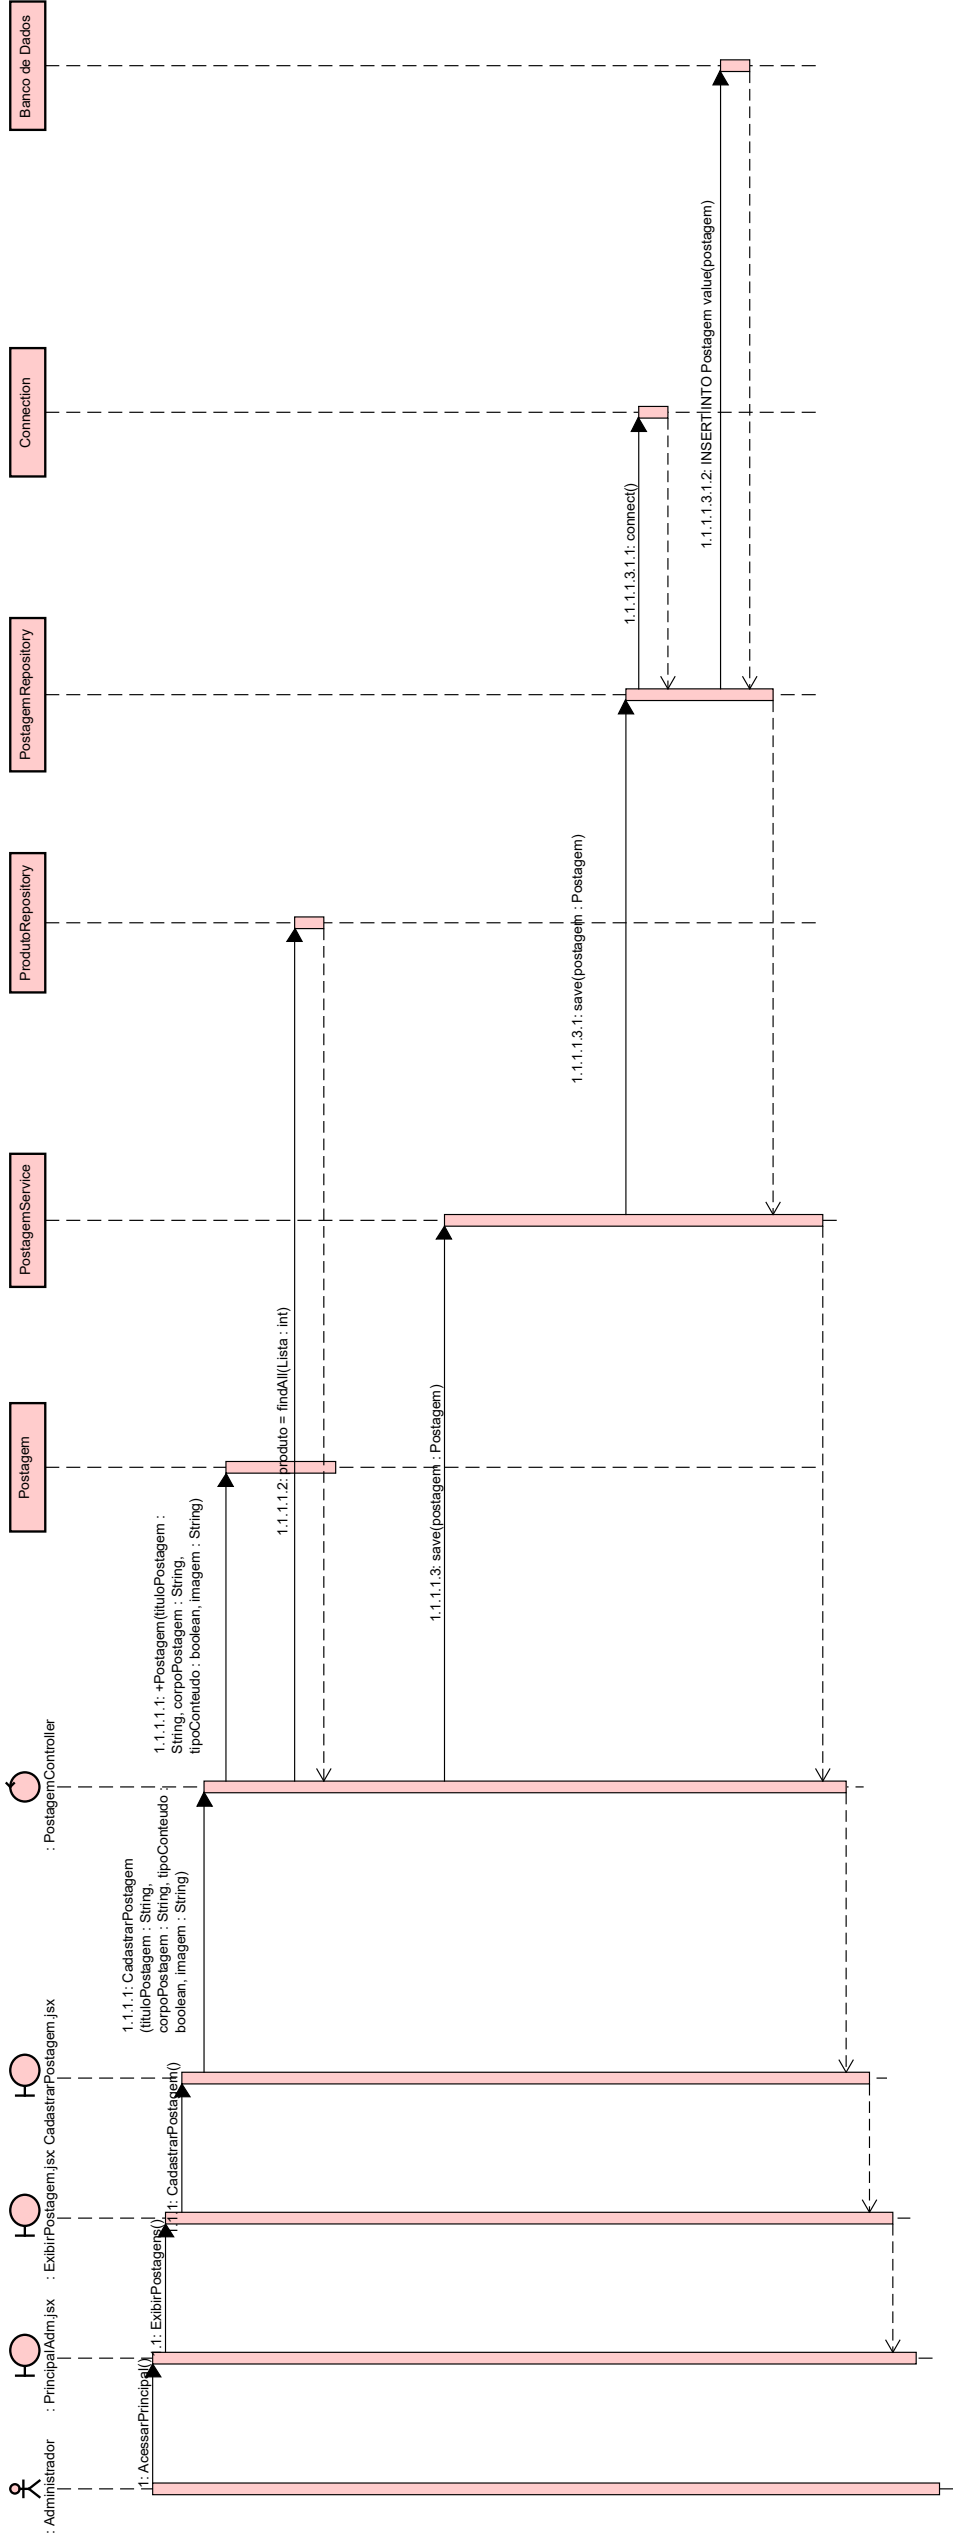 : Administrador
: PrincipalAdm.jsx
: ExibirPostagem.jsx
: CadastrarPostagem.jsx
: PostagemController
Postagem
PostagemService
ProdutoRepository
PostagemRepository
Connection
Banco de Dados
1: AcessarPrincipal()
1.1: ExibirPostagens()
1.1.1: CadastrarPostagem()
1.1.1.1: CadastrarPostagem
(tituloPostagem : String,
corpoPostagem : String, tipoConteudo :
boolean, imagem : String)
1.1.1.1.1: +Postagem(tituloPostagem :
String, corpoPostagem : String,
tipoConteudo : boolean, imagem : String)
1.1.1.1.2: produto = findAll(Lista : int)
1.1.1.1.3: save(postagem : Postagem)
1.1.1.1.3.1: save(postagem : Postagem)
1.1.1.1.3.1.1: connect()
1.1.1.1.3.1.2: INSERT INTO Postagem value(postagem)